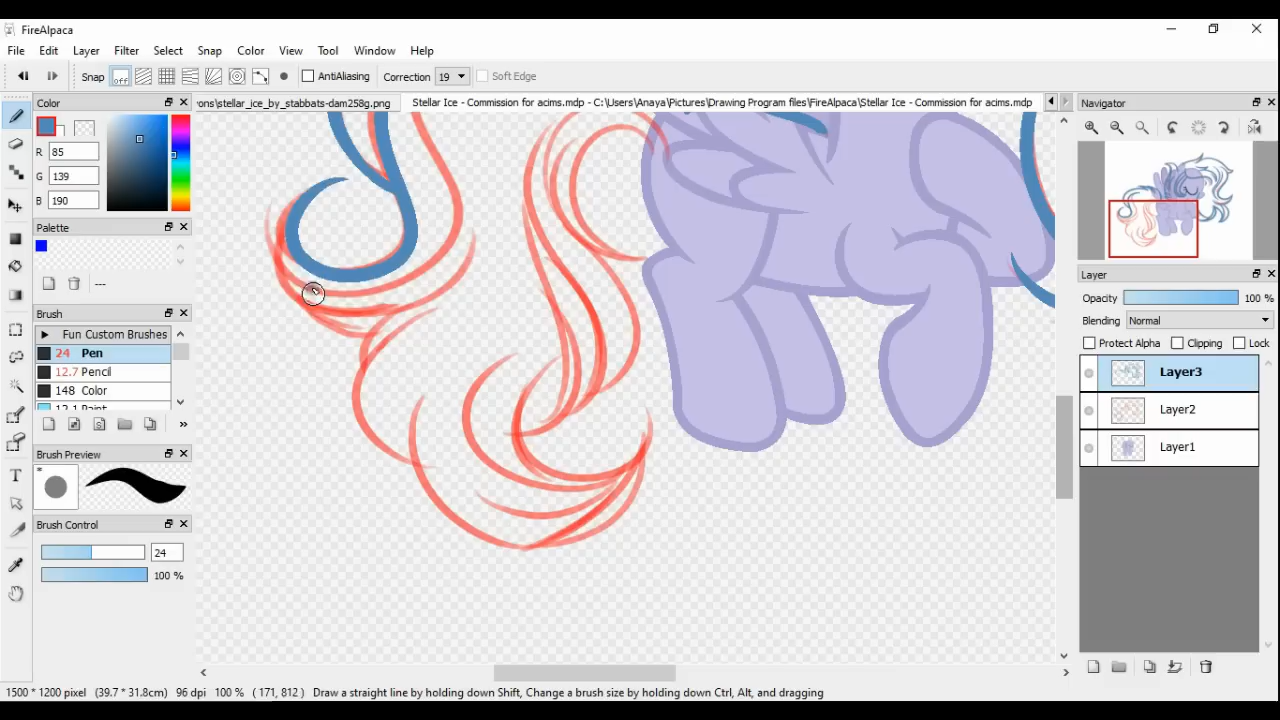 FireAlpaca
File Edit Layer Filter Select Snap Color View Tool Window Help
Snap off AntiAliasing Correction 19 Soft Edge
Color
ons\stellar_ice_by_stabbats-dam258g.png Stellar Ice - Commission for acims.mdp - C:\Users\Anaya\Pictures\Drawing Program files\FireAlpaca\Stellar Ice - Commission for acims.mdp
Navigator
R 85
G 139
B 190
Palette
---
Brush
Fun Custom Brushes
24 Pen
12.7 Pencil
148 Color
12.1 Paint
Brush Preview
*
Brush Control
24
100 %
T
Layer
Opacity 100 %
Blending Normal
Protect Alpha Clipping Lock
Layer3
Layer2
Layer1
1500 * 1200 pixel (39.7 * 31.8cm) 96 dpi 100 % ( 171, 812 ) Draw a straight line by holding down Shift, Change a brush size by holding down Ctrl, Alt, and dragging